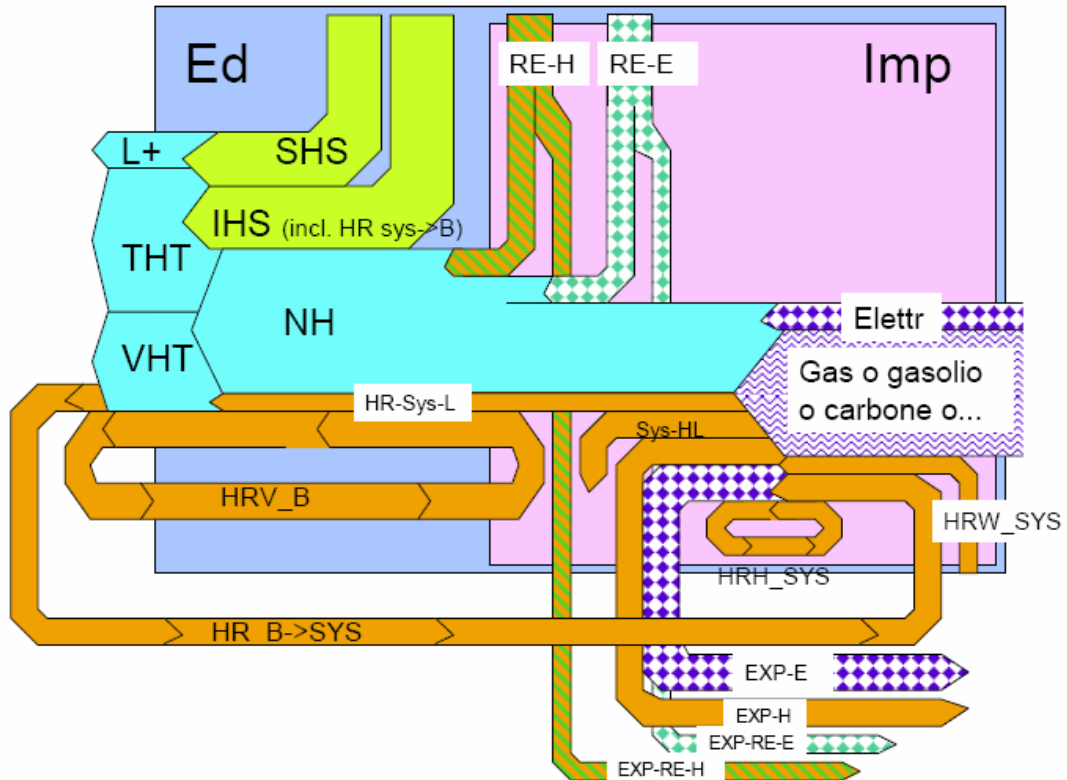 Ed
Imp
RE-H
RE-E
L+
SHS
IHS (incl. HR sys->B)
THT
NH
VHT
Elettr
Gas o gasolio
o carbone o...
HR-Sys-L
Sys-HL
HRV_B
HRW_SYS
HRH_SYS
HR_B->SYS
EXP-E
EXP-H
EXP-RE-E
EXP-RE-H